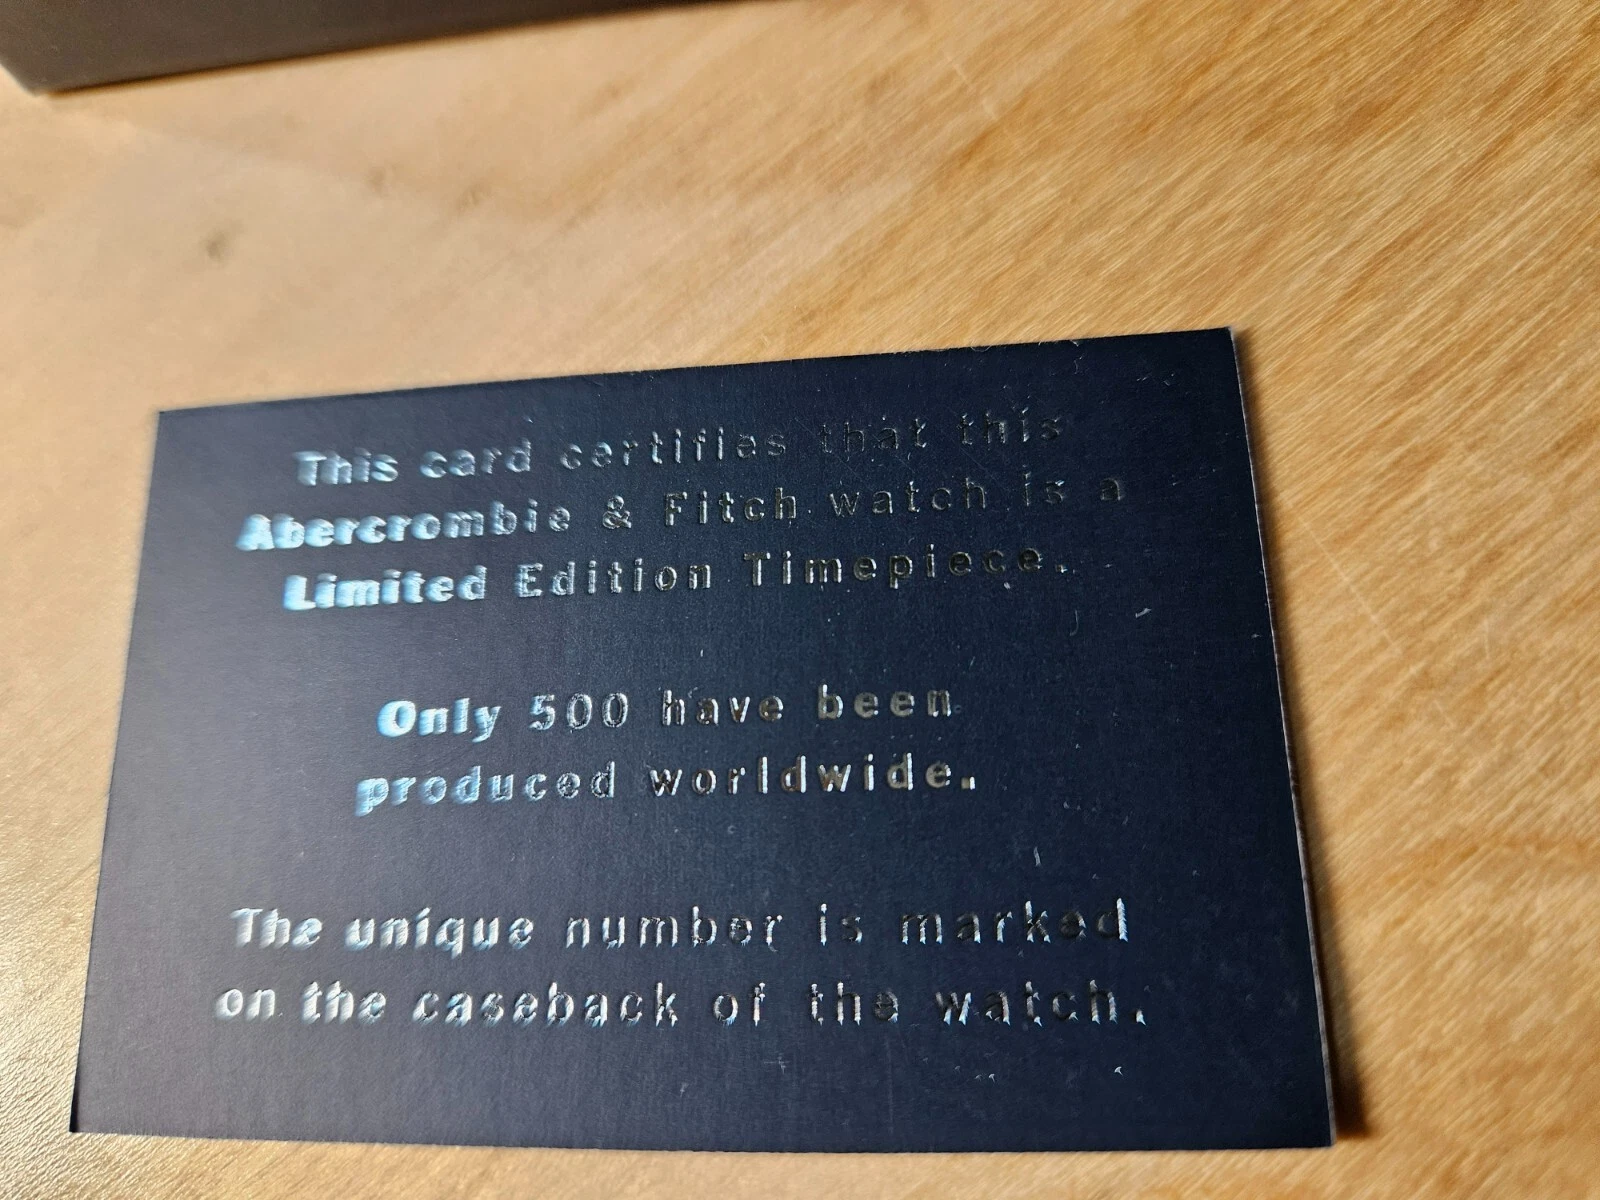 This card certifies that this
Abercrombie & Fitch watch is a
Limited Edition Timepiece.
Only 500 have been
produced worldwide.
The unique number is marked
on the caseback of the watch.